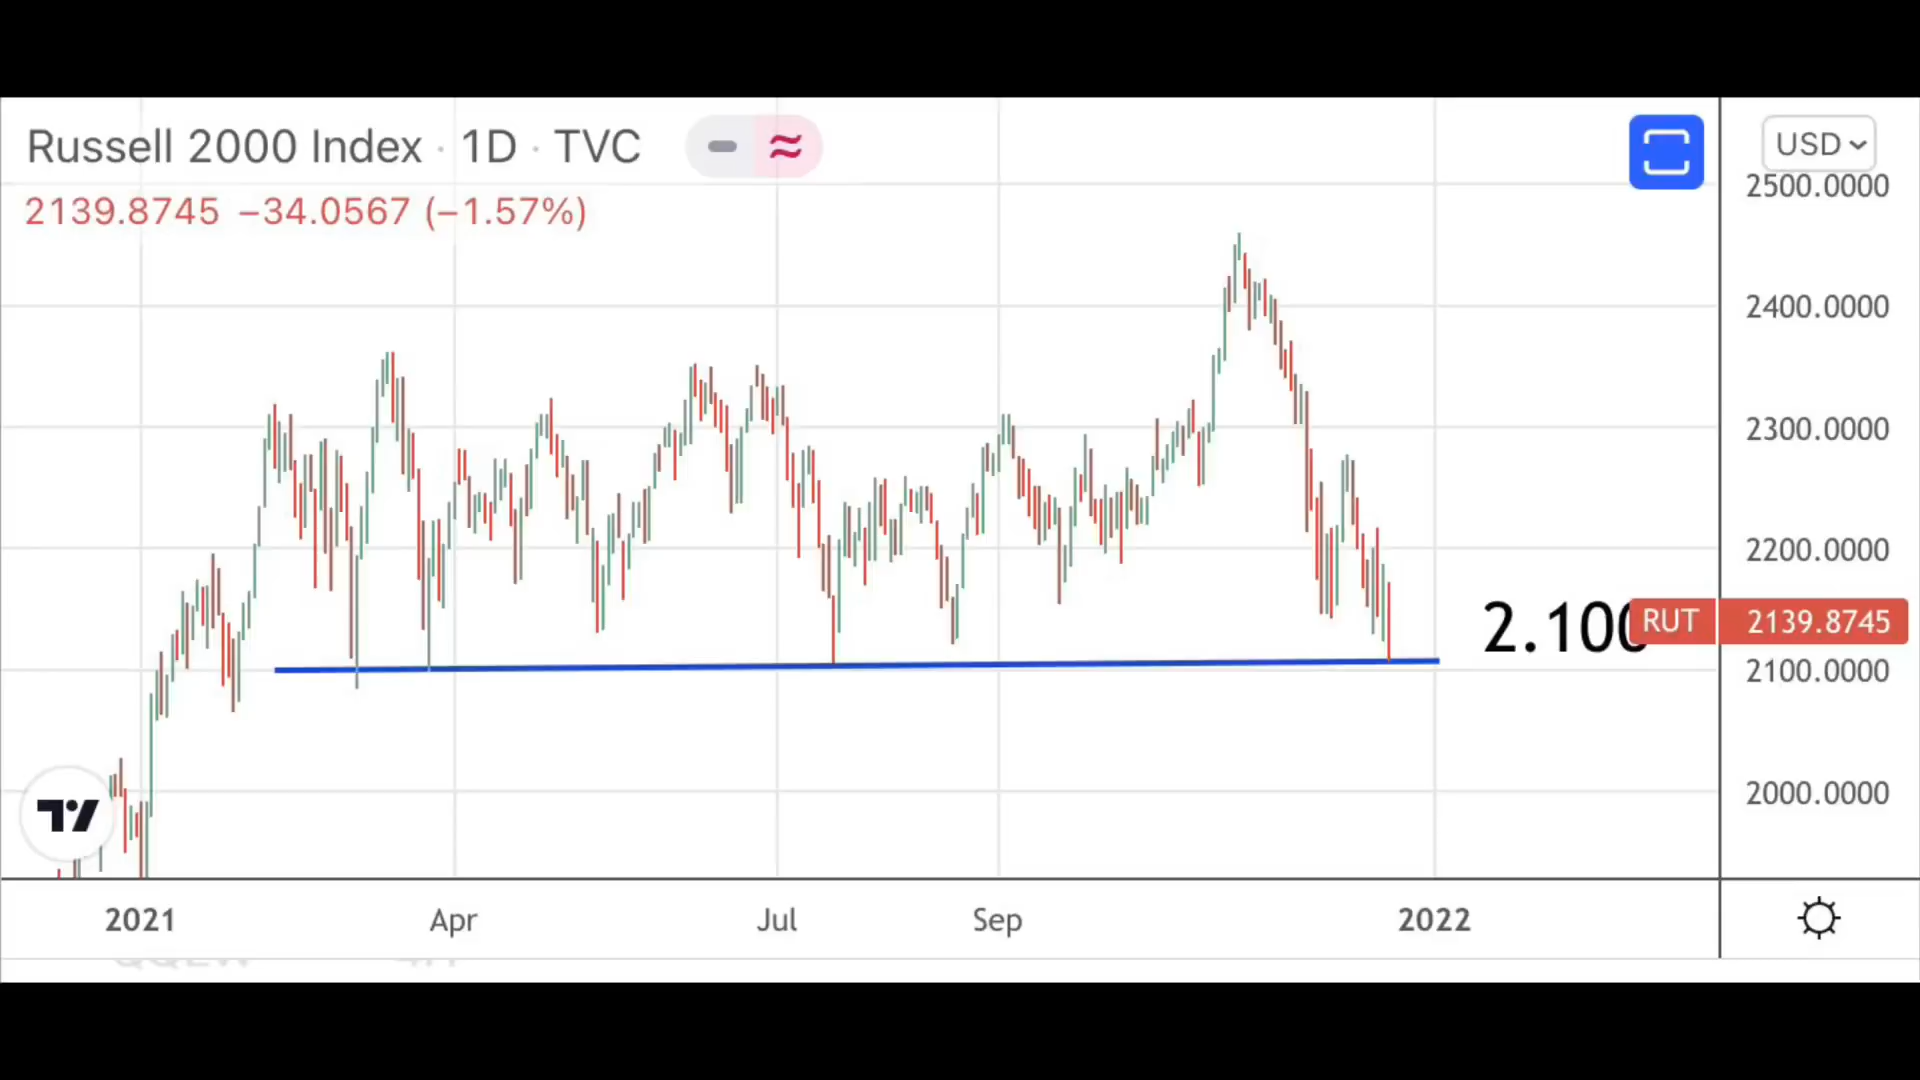 Russell 2000 Index · 1D · TVC
2139.8745 −34.0567 (−1.57%)
USD
2500.0000
2400.0000
2300.0000
2200.0000
2.100
RUT 2139.8745
2100.0000
2000.0000
2021 Apr Jul Sep 2022